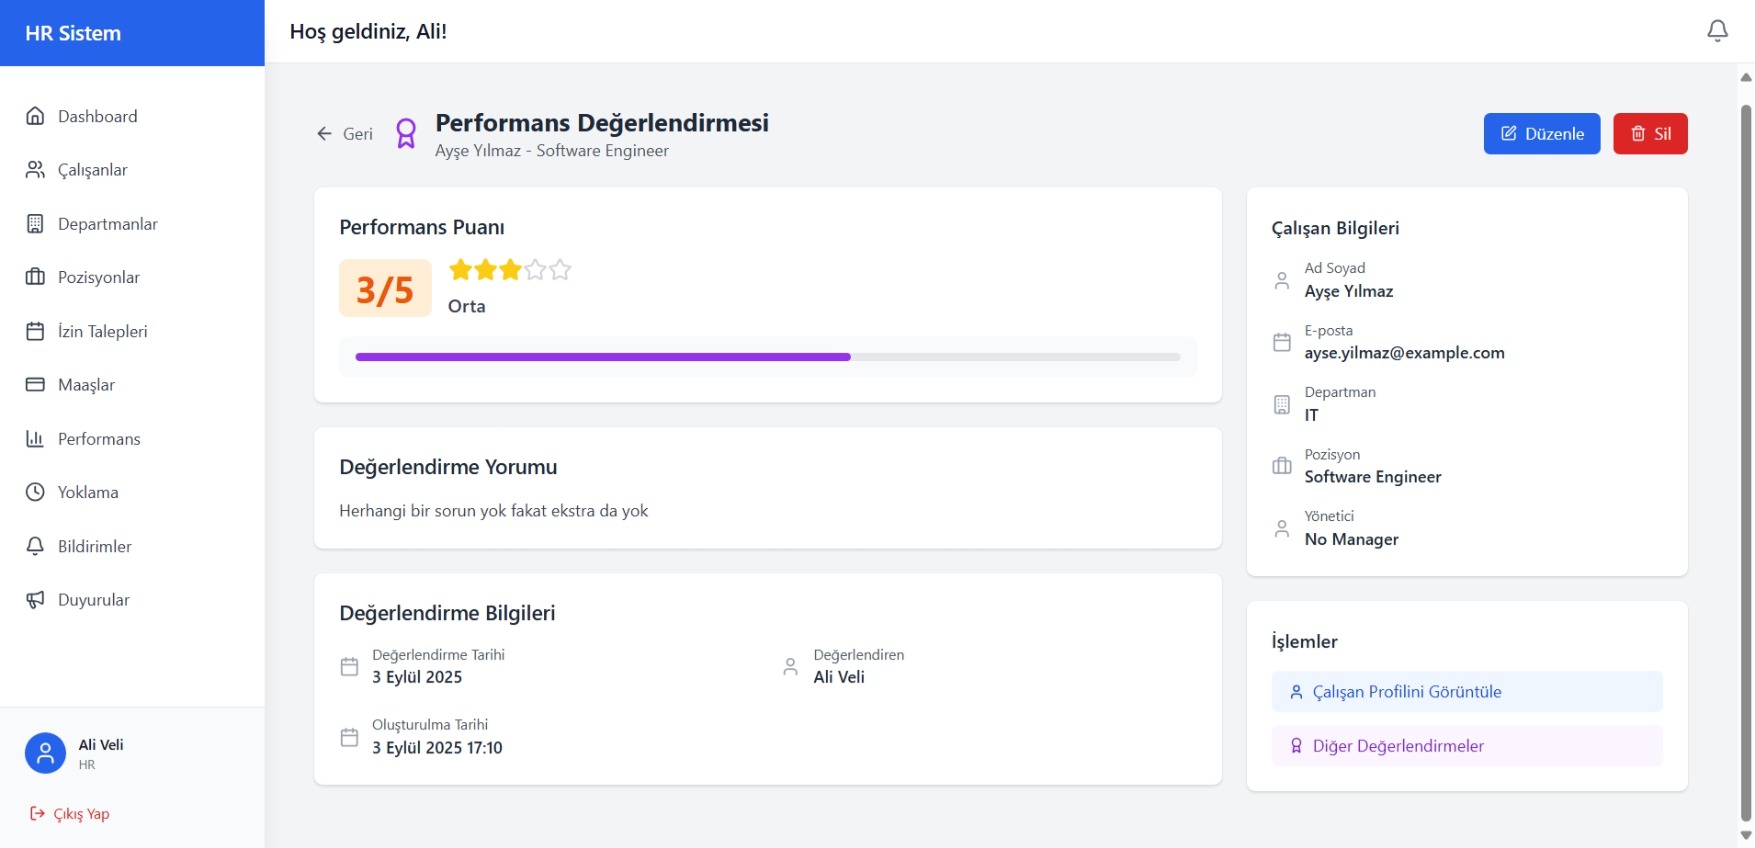 HR Sistem
Hoş geldiniz, Ali!
Dashboard
Çalışanlar
Departmanlar
Pozisyonlar
İzin Talepleri
Maaşlar
Performans
Yoklama
Bildirimler
Duyurular
Ali Veli
HR
Çıkış Yap
Geri
Performans Değerlendirmesi
Ayşe Yılmaz - Software Engineer
Düzenle
Sil
Performans Puanı
3/5
Orta
Değerlendirme Yorumu
Herhangi bir sorun yok fakat ekstra da yok
Değerlendirme Bilgileri
Değerlendirme Tarihi
3 Eylül 2025
Değerlendiren
Ali Veli
Oluşturulma Tarihi
3 Eylül 2025 17:10
Çalışan Bilgileri
Ad Soyad
Ayşe Yılmaz
E-posta
ayse.yilmaz@example.com
Departman
IT
Pozisyon
Software Engineer
Yönetici
No Manager
İşlemler
Çalışan Profilini Görüntüle
Diğer Değerlendirmeler